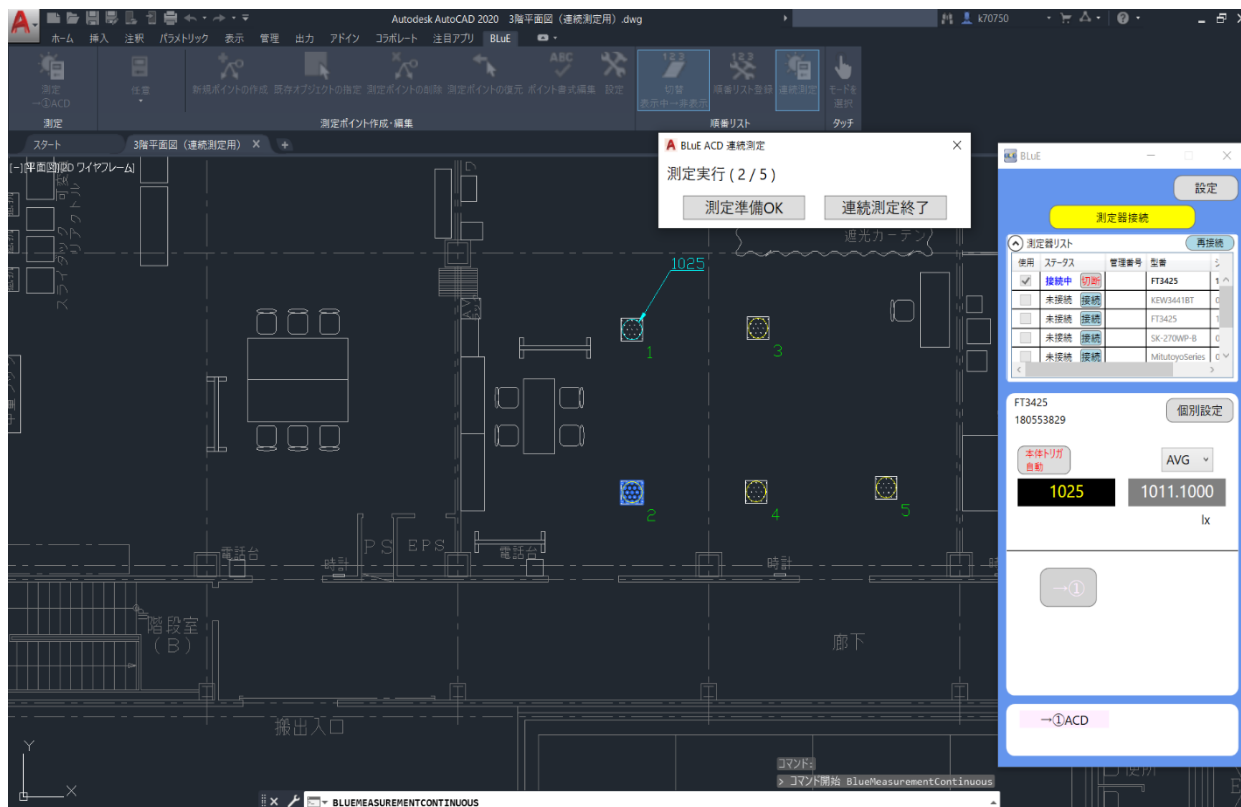 Autodesk AutoCAD 2020 3階平面図（連続測定用）.dwg
k70750
ホーム 挿入 注釈 パラメトリック 表示 管理 出力 アドイン コラボレート 注目アプリ BLuE
測定
→①ACD
任意
新規ポイントの作成 既存オブジェクトの指定 測定ポイントの削除 測定ポイントの復元 ポイント書式編集 設定
切替
表示中→非表示
順番リスト登録 連続測定
モードを
選択
測定 測定ポイント作成・編集 順番リスト タッチ
スタート 3階平面図（連続測定用）
[-][平面図][2D ワイヤフレーム]
BLuE ACD 連続測定
測定実行 ( 2 / 5 )
測定準備OK 連続測定終了
BLuE
設定
測定器接続
測定器リスト 再接続
使用 ステータス 管理番号 型番
接続中 切断 FT3425
未接続 接続 KEW3441BT
未接続 接続 FT3425
未接続 接続 SK-270WP-B
未接続 接続 MitutoyoSeries
FT3425
180553829
個別設定
本体トリガ
自動
AVG
1025 1011.1000
lx
→①
→①ACD
遮光カーテン
1025
1
3
2
4
5
スライダック
リアクトル
AV
PS EPS
電話台 時計 電話台 時計
階段室
(B)
廊下
搬出入口
便所
Y
X
コマンド:
> コマンド開始 BlueMeasurementContinuous
BLUEMEASUREMENTCONTINUOUS